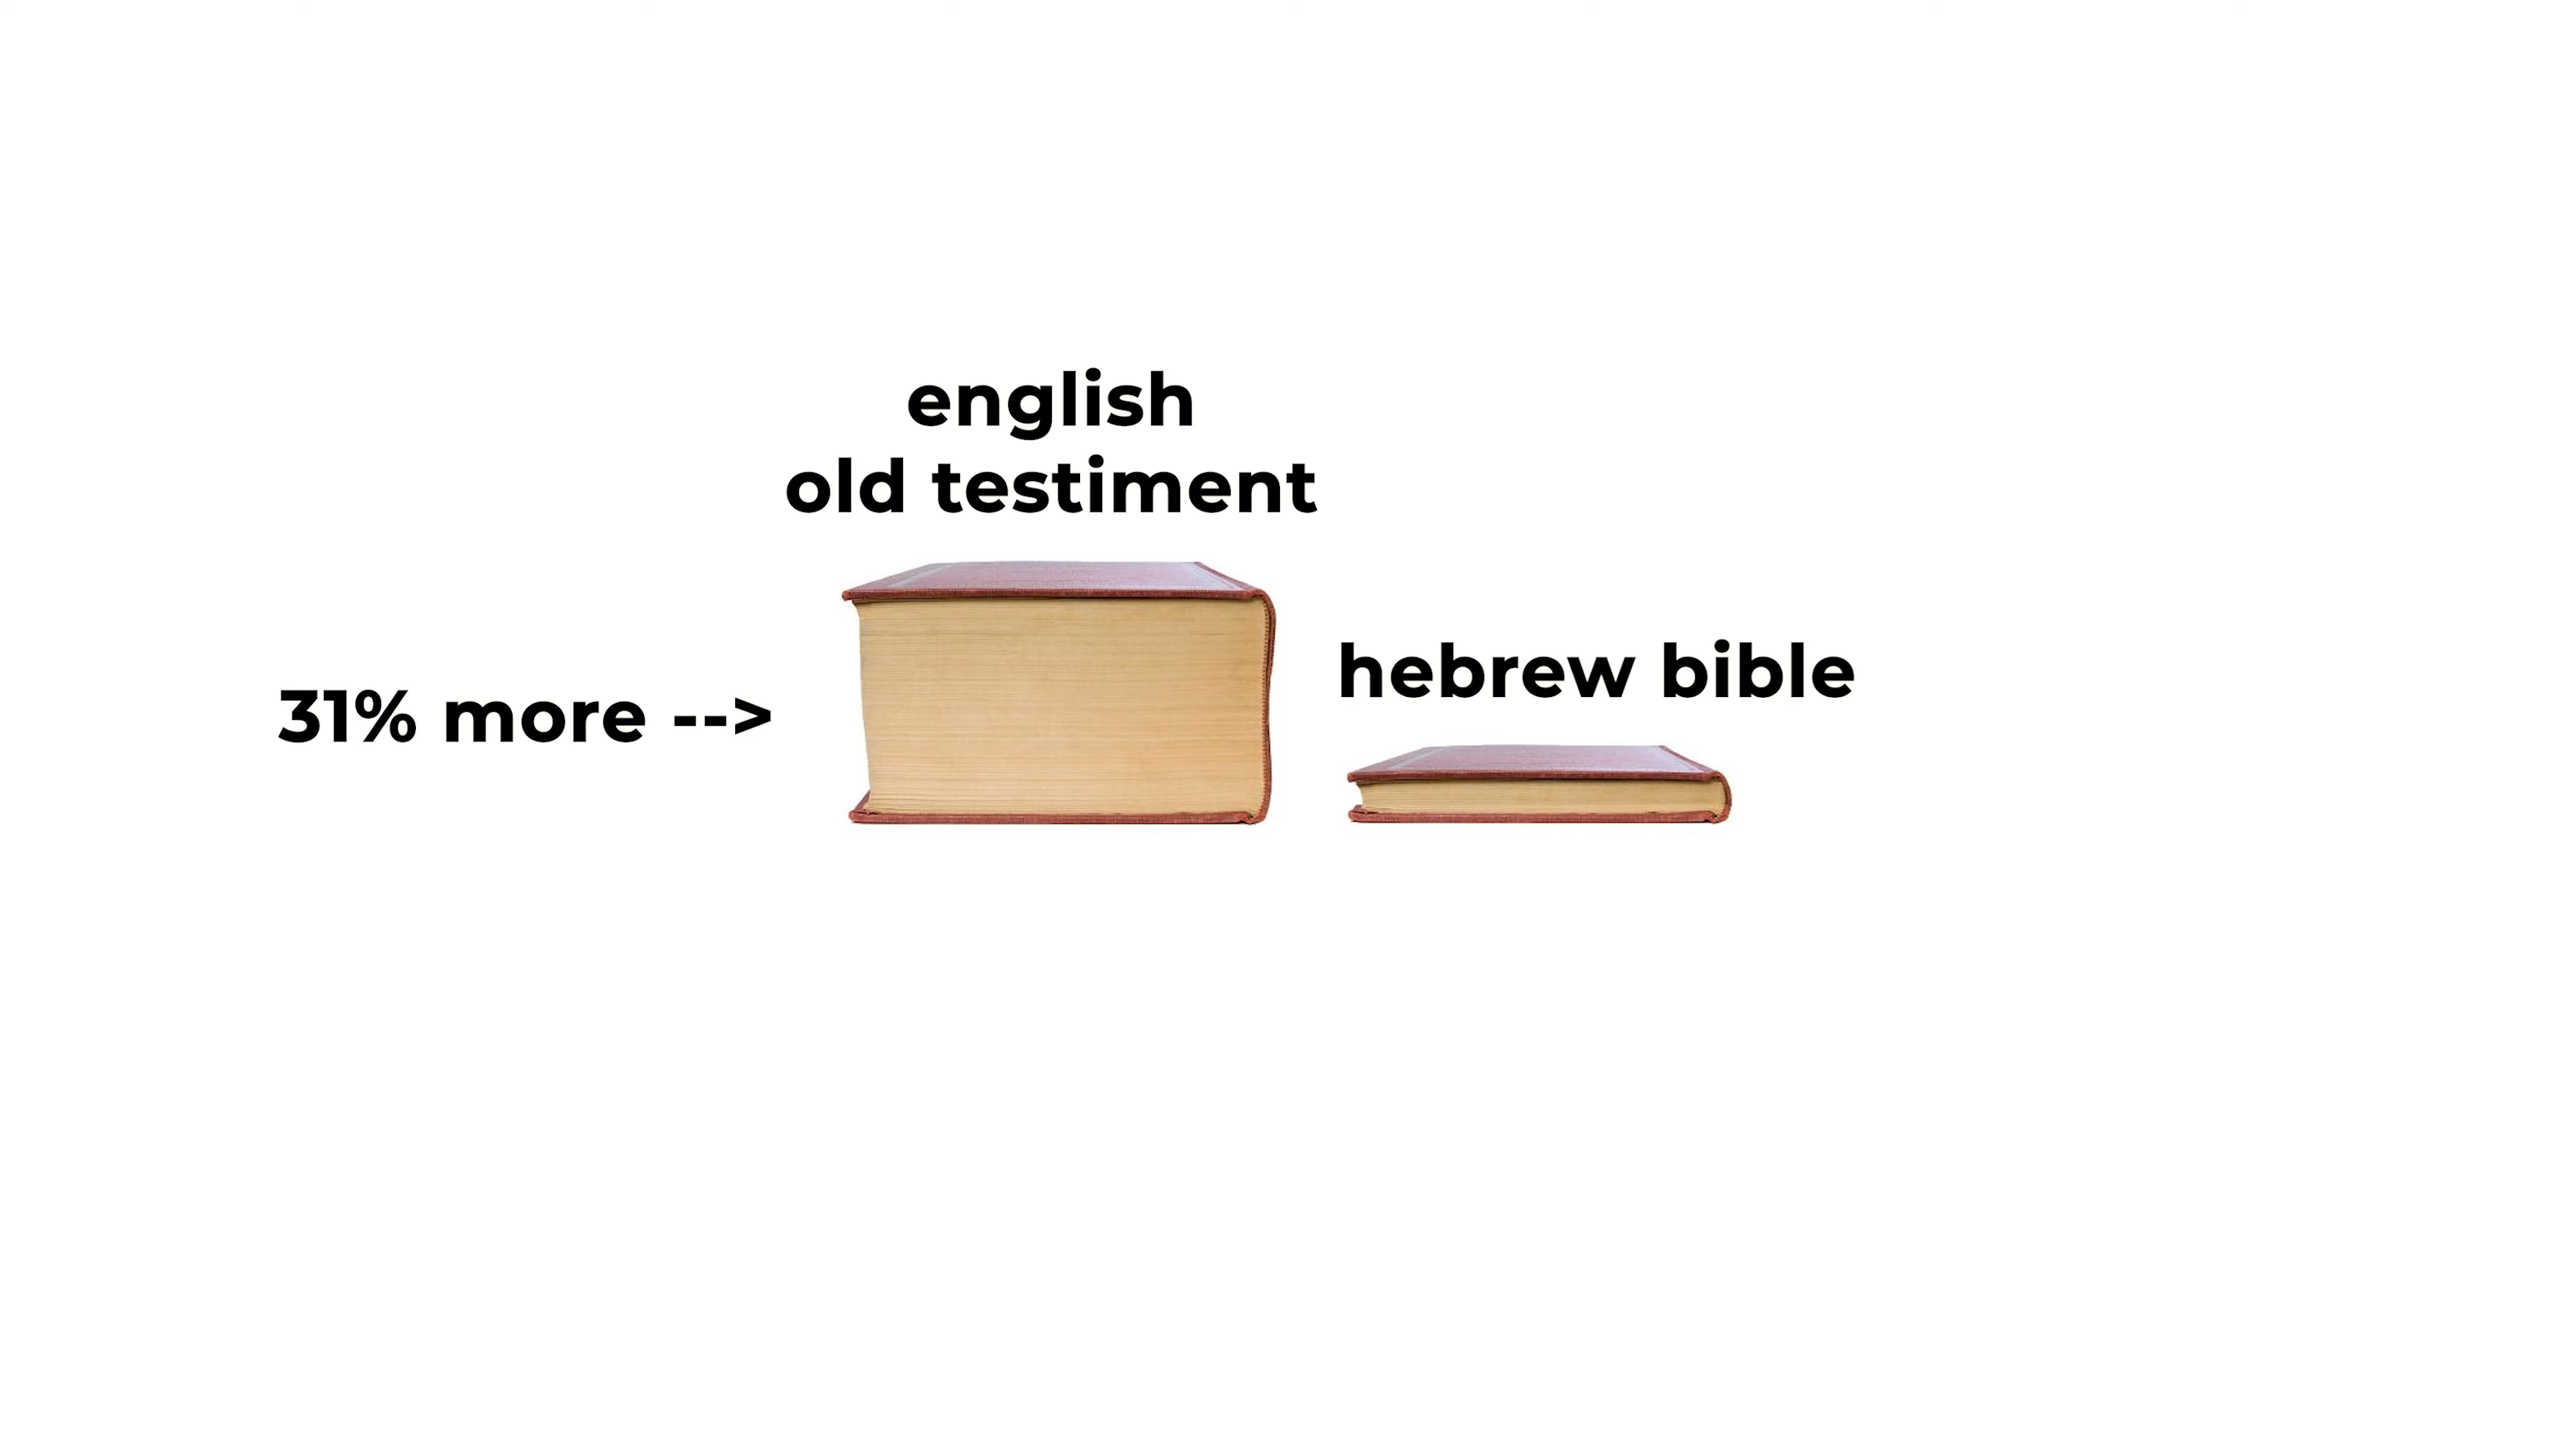 english
old testiment
hebrew bible
31% more -->